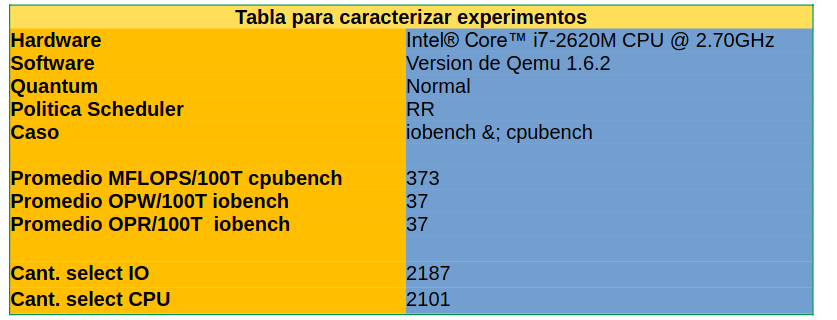 Tabla para caracterizar experimentos
Hardware Intel® Core™ i7-2620M CPU @ 2.70GHz
Software Version de Qemu 1.6.2
Quantum Normal
Politica Scheduler RR
Caso iobench &; cpubench
Promedio MFLOPS/100T cpubench 373
Promedio OPW/100T iobench 37
Promedio OPR/100T iobench 37
Cant. select IO 2187
Cant. select CPU 2101